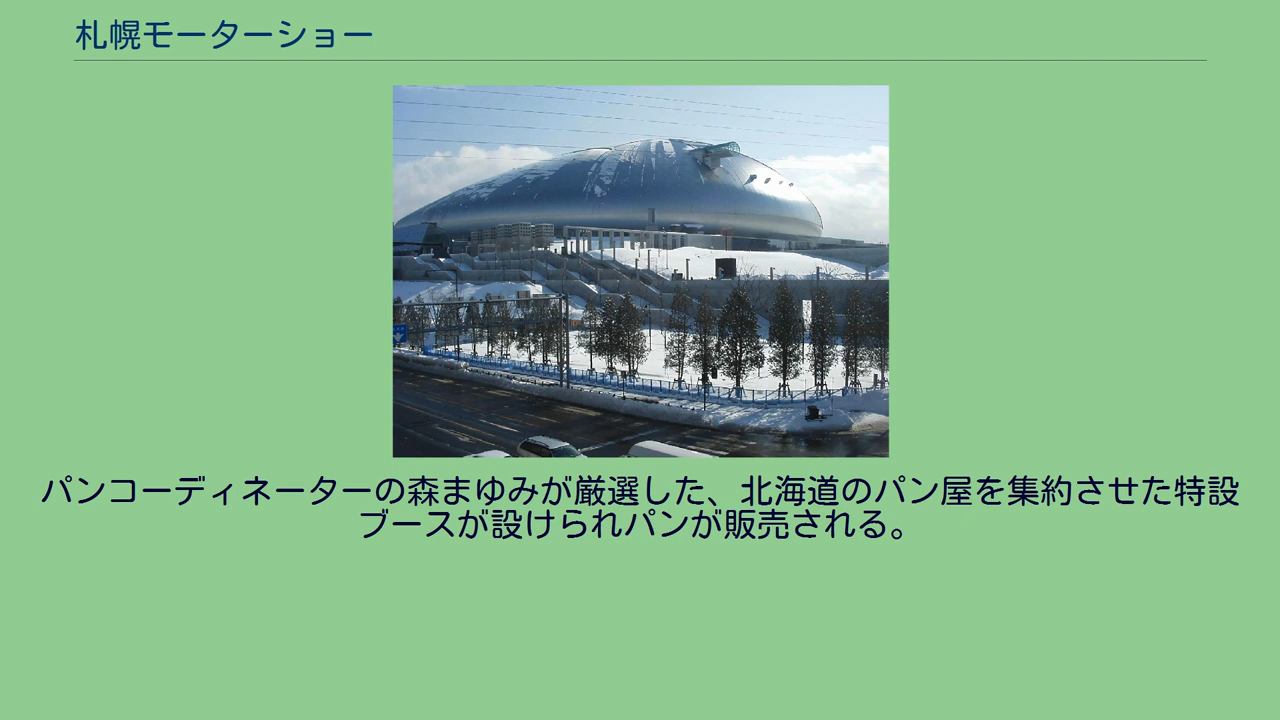 札幌モーターショー
パンコーディネーターの森まゆみが厳選した、北海道のパン屋を集約させた特設
ブースが設けられパンが販売される。